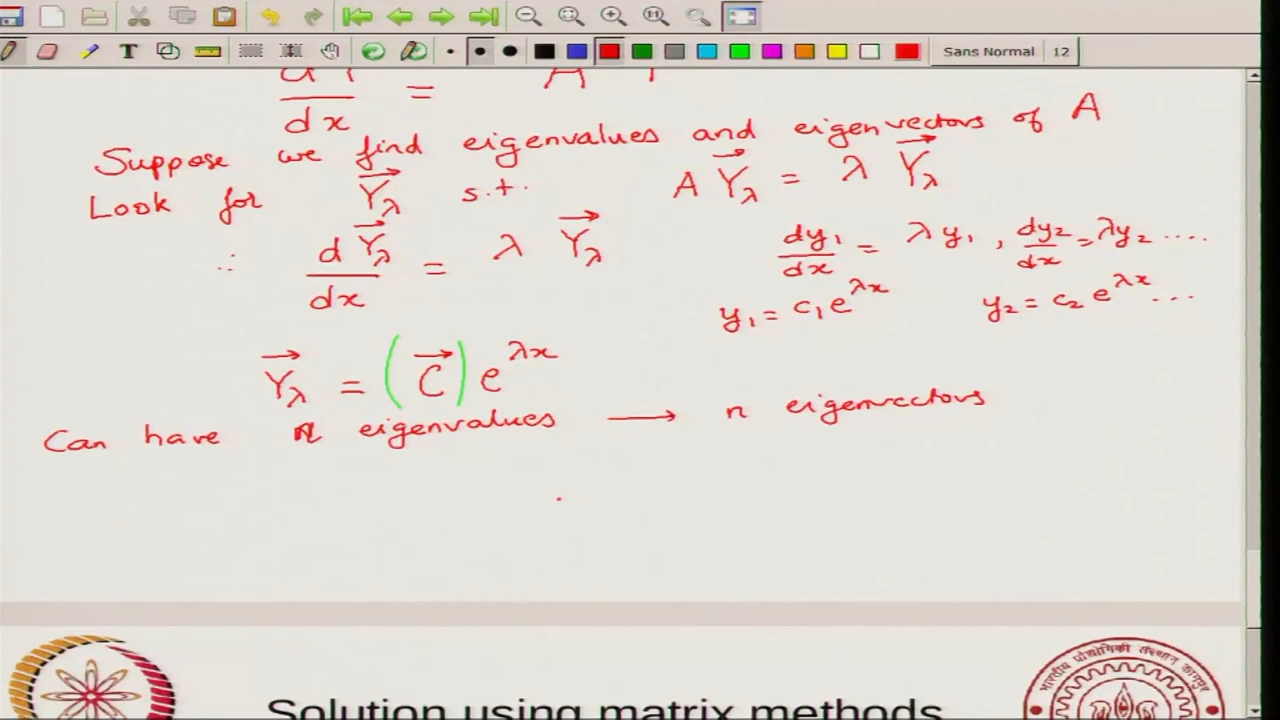 Sans Normal 12
dx = A
Suppose we find eigenvalues and eigenvectors of A
Look for Y⃗λ s.t. A Y⃗λ = λ Y⃗λ
∴ dY⃗λ/dx = λ Y⃗λ
dy₁/dx = λy₁ , dy₂/dx = λy₂ ....
y₁ = c₁e^λx y₂ = c₂e^λx ...
Y⃗λ = (C⃗) e^λx
Can have n eigenvalues → n eigenvectors
Solution using matrix methods